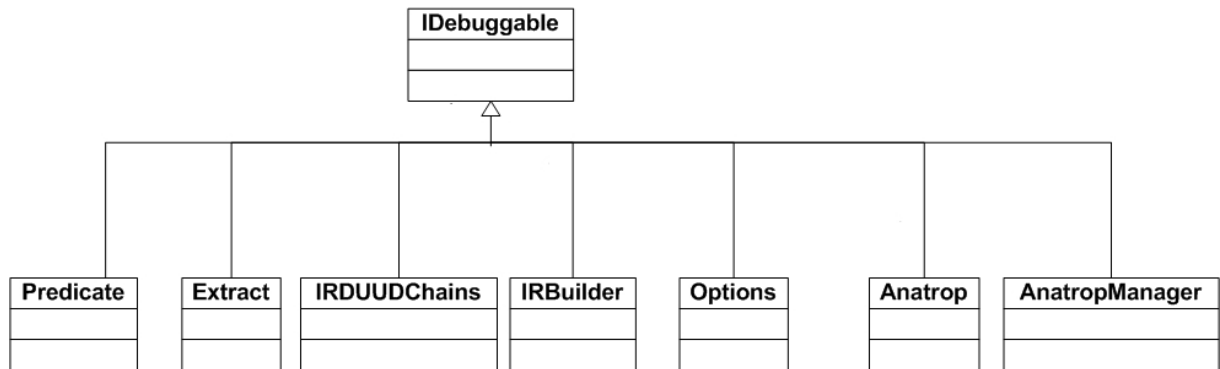 IDebuggable
Predicate
Extract
IRDUUDChains
IRBuilder
Options
Anatrop
AnatropManager